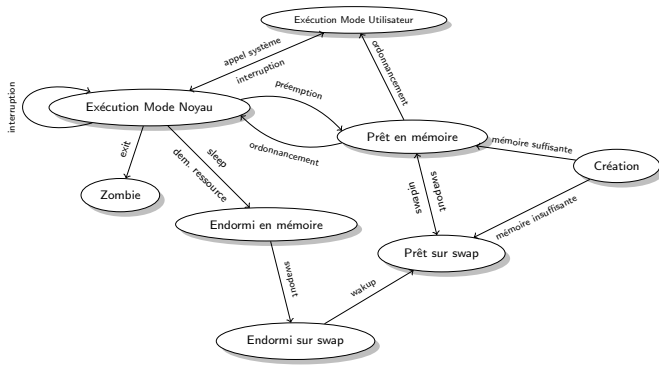 Exécution Mode Utilisateur
appel système
interruption
ordonnancement
interruption
Exécution Mode Noyau
préemption
ordonnancement
Prêt en mémoire
mémoire suffisante
Création
exit
sleep
dem. ressource
Zombie
swapout
swapin
mémoire insuffisante
Endormi en mémoire
Prêt sur swap
swapout
wakup
Endormi sur swap